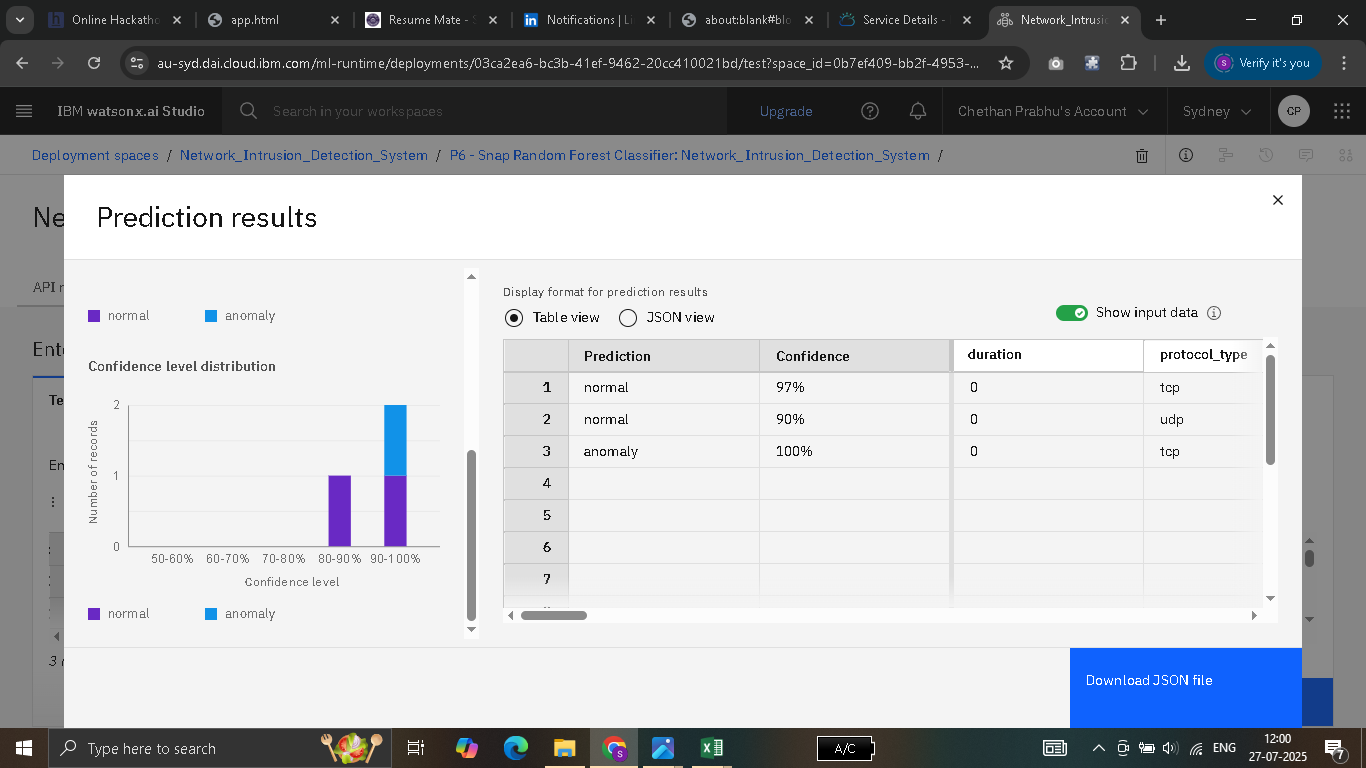 Online Hackatho
app.html
Resume Mate - S
Notifications | Li
about:blank#blo
Service Details -
Network_Intrusi
au-syd.dai.cloud.ibm.com/ml-runtime/deployments/03ca2ea6-bc3b-41ef-9462-20cc410021bd/test?space_id=0b7ef409-bb2f-4953-...
S Verify it's you
IBM watsonx.ai Studio
Search in your workspaces
Upgrade
Chethan Prabhu's Account
Sydney
CP
Deployment spaces / Network_Intrusion_Detection_System / P6 - Snap Random Forest Classifier: Network_Intrusion_Detection_System /
Ne
Prediction results
API r
Ente
Te
En
3 (
normal anomaly
Confidence level distribution
Number of records
2
1
0
50-60% 60-70% 70-80% 80-90% 90-100%
Confidence level
normal anomaly
Display format for prediction results
Table view JSON view
Show input data
Prediction Confidence duration protocol_type
1 normal 97% 0 tcp
2 normal 90% 0 udp
3 anomaly 100% 0 tcp
4
5
6
7
Download JSON file
Type here to search
A/C
ENG
12:00
27-07-2025
7